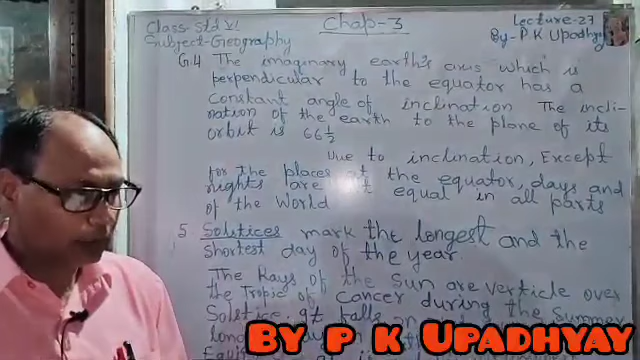 Class-Std VI
Chap-3
Lecture-27
Subject-Geography
By- P K Upadhyay
Q.4 The imaginary earth's axis which is
perpendicular to the equator has a
constant angle of inclination The incli-
nation of the earth to the plane of its
orbit is 66½
Due to inclination, Except
for the places at the equator, days and
nights are not equal in all parts
of the World
5 Solstices mark the longest and the
shortest day of the year.
The Rays of the Sun are verticle over
the Tropic of Cancer during the Summer
Solstice. It falls on
BY P K UPADHYAY